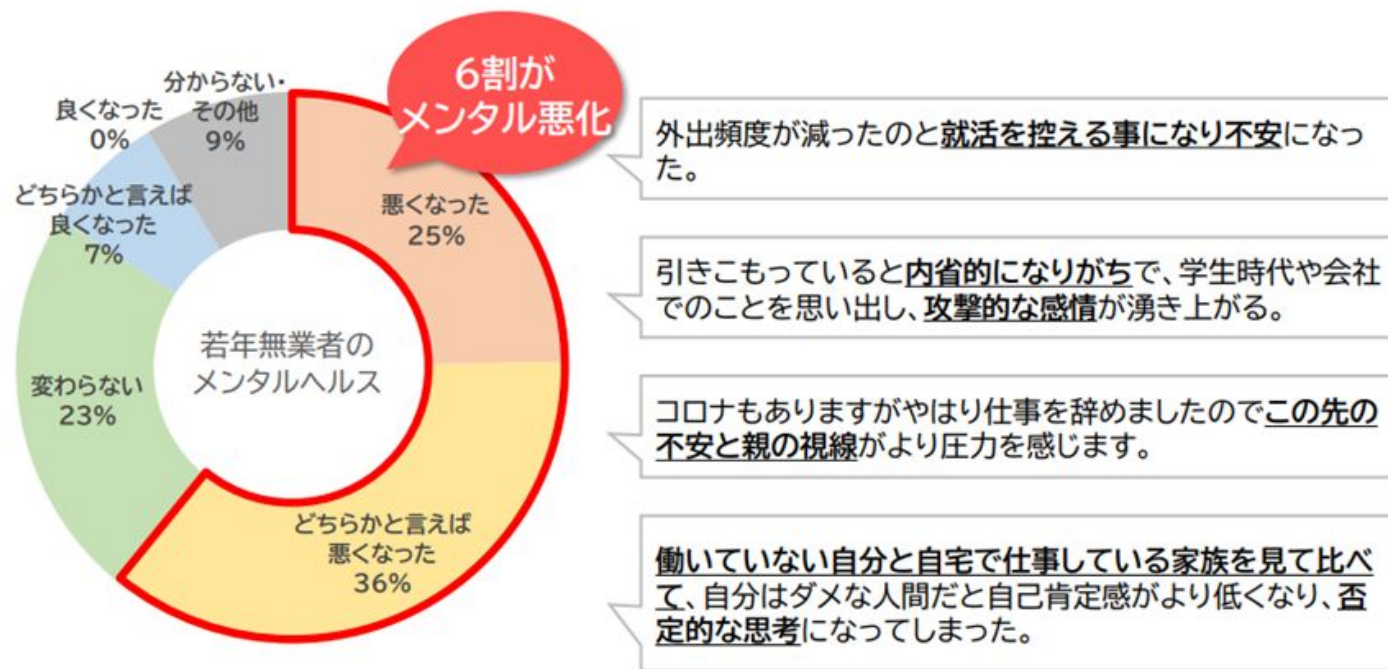 6割が
メンタル悪化
分からない・
その他
9%
良くなった
0%
どちらかと言えば
良くなった
7%
変わらない
23%
悪くなった
25%
どちらかと言えば
悪くなった
36%
若年無業者の
メンタルヘルス
外出頻度が減ったのと就活を控える事になり不安になっ
た。
引きこもっていると内省的になりがちで、学生時代や会社
でのことを思い出し、攻撃的な感情が湧き上がる。
コロナもありますがやはり仕事を辞めましたのでこの先の
不安と親の視線がより圧力を感じます。
働いていない自分と自宅で仕事している家族を見て比べ
て、自分はダメな人間だと自己肯定感がより低くなり、否
定的な思考になってしまった。